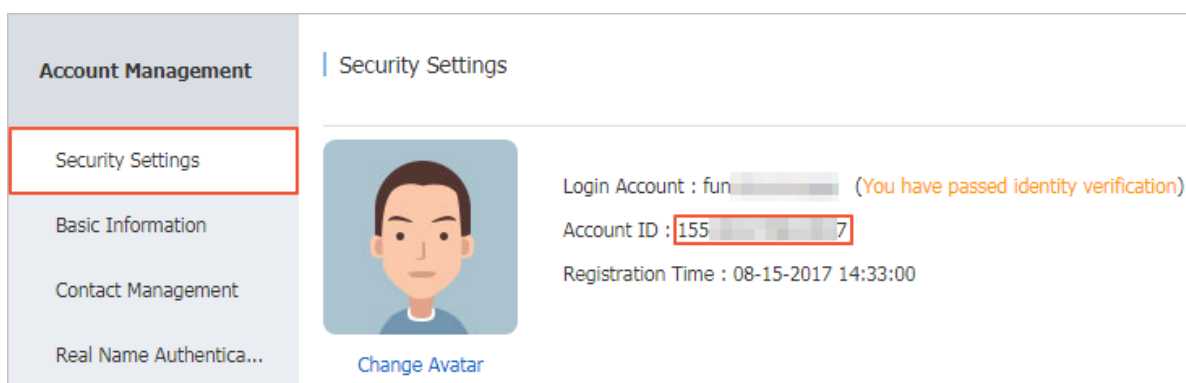 Account Management
Security Settings
Basic Information
Contact Management
Real Name Authentica...
Security Settings
Change Avatar
Login Account : fun (You have passed identity verification)
Account ID : 155 7
Registration Time : 08-15-2017 14:33:00